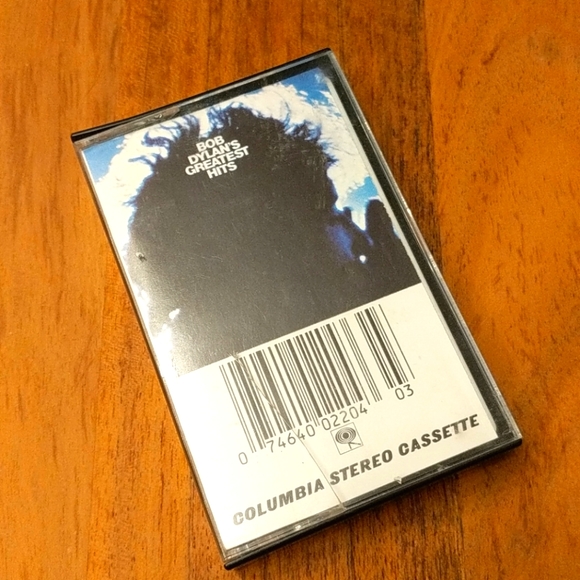 BOB
DYLAN'S
GREATEST
HITS
0 74640 02204 03
COLUMBIA STEREO CASSETTE